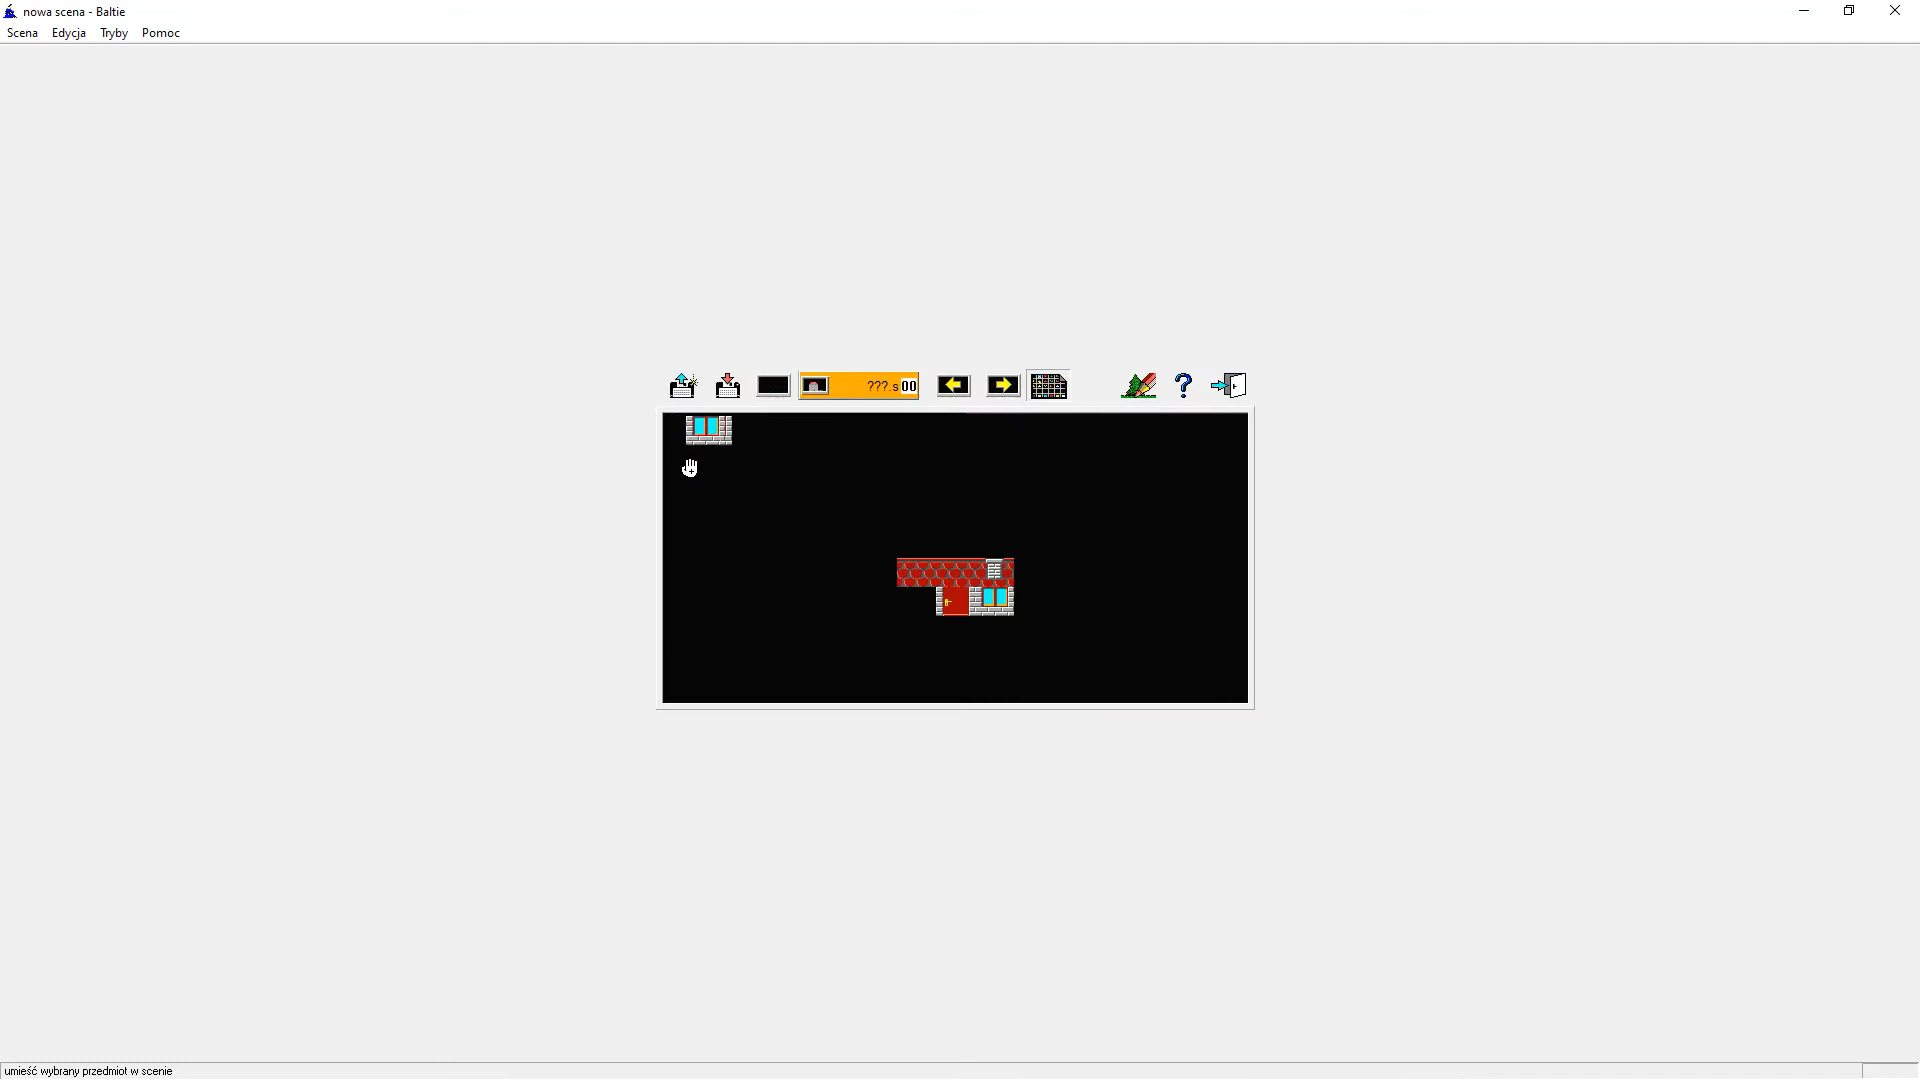 nowa scena - Baltie
Scena Edycja Tryby Pomoc
???.s 00
umieść wybrany przedmiot w scenie